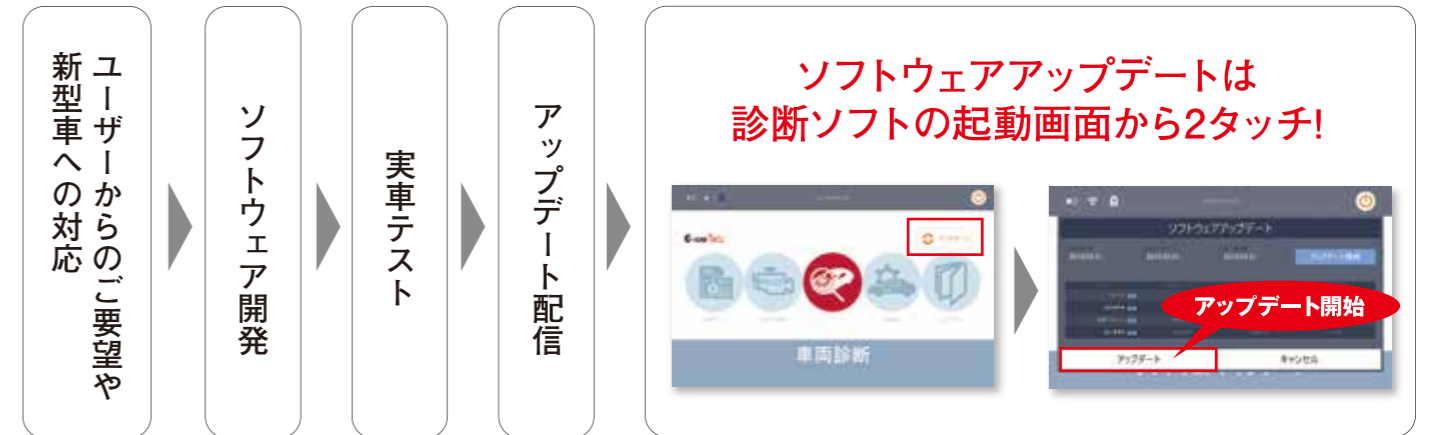 ユーザーからのご要望や
新型車への対応
ソフトウェア開発
実車テスト
アップデート配信
ソフトウェアアップデートは
診断ソフトの起動画面から2タッチ!
車両診断
ソフトウェアアップデート
アップデート開始
アップデート
キャンセル